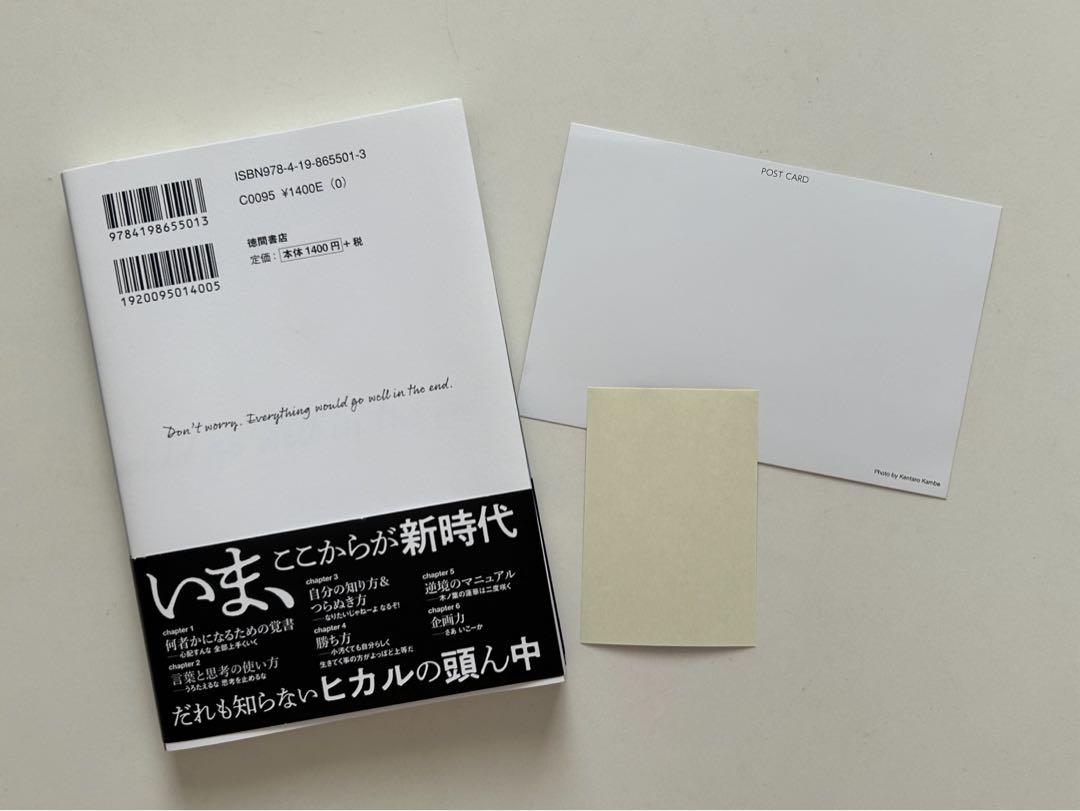 ISBN978-4-19-865501-3
C0095 ¥1400E (0)
9784198655013
徳間書店
定価：本体1400円＋税
1920095014005
Don't worry. Everything would go well in the end.
いま、ここからが新時代
chapter 1
何者かになるための覚書
──心配すんな 全部上手くいく
chapter 2
言葉と思考の使い方
──うろたえるな 思考を止めるな
chapter 3
自分の知り方＆
つらぬき方
──なりたいじゃねーよ なるぞ!
chapter 4
勝ち方
──小汚くても自分らしく
生きてく事の方がよっぽど上等だ
chapter 5
逆境のマニュアル
──木ノ葉の蓮華は二度咲く
chapter 6
企画力
──さあ いこーか
だれも知らないヒカルの頭ん中
POST CARD
Photo by Kentaro Kambe